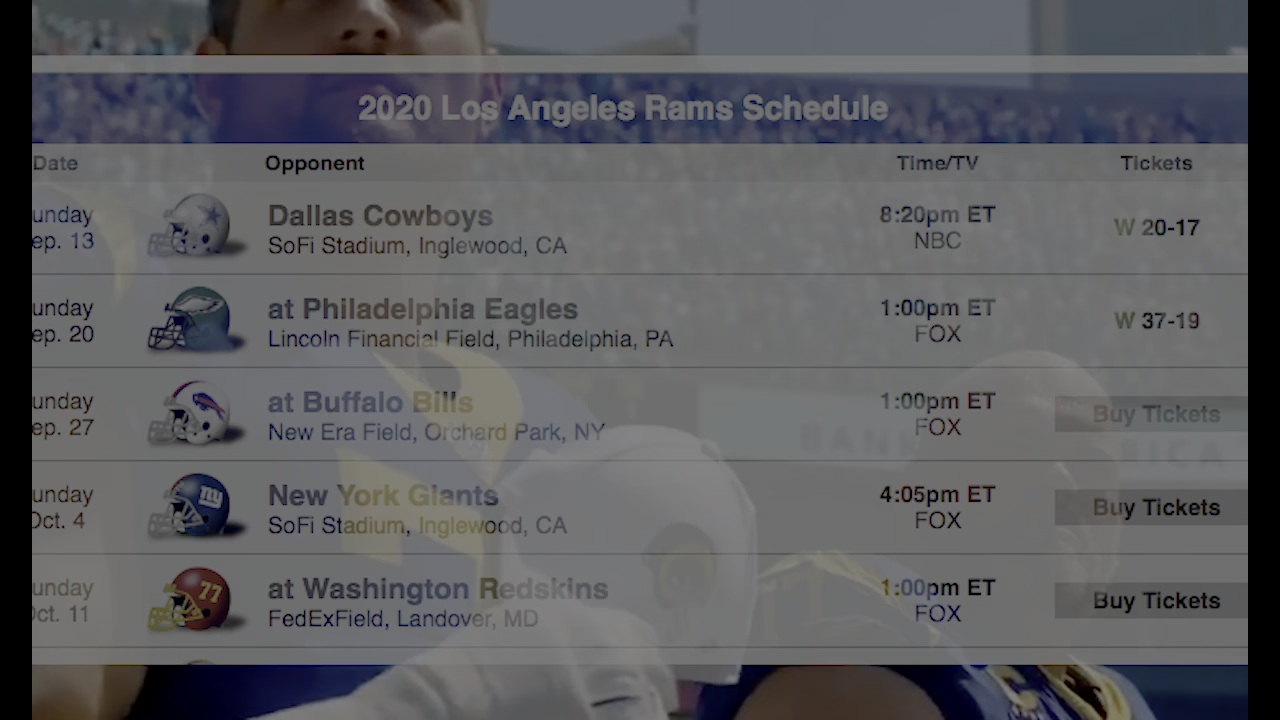 2020 Los Angeles Rams Schedule
Date Opponent Time/TV Tickets
unday Dallas Cowboys 8:20pm ET
ep. 13 SoFi Stadium, Inglewood, CA NBC W 20-17
unday at Philadelphia Eagles 1:00pm ET
ep. 20 Lincoln Financial Field, Philadelphia, PA FOX W 37-19
unday at Buffalo Bills 1:00pm ET
ep. 27 New Era Field, Orchard Park, NY FOX Buy Tickets
unday New York Giants 4:05pm ET
Oct. 4 SoFi Stadium, Inglewood, CA FOX Buy Tickets
unday at Washington Redskins 1:00pm ET
Oct. 11 FedExField, Landover, MD FOX Buy Tickets
77